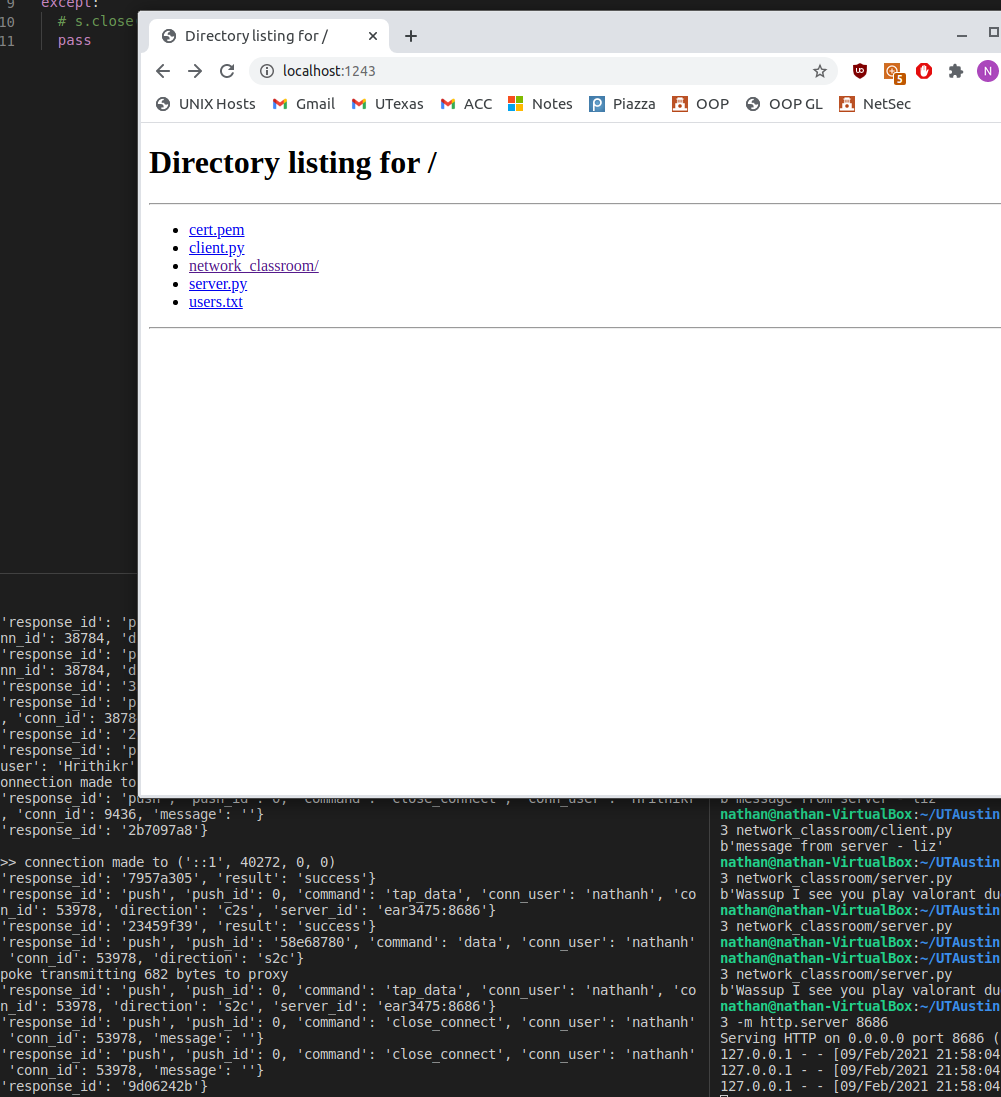 9 except:
10 # s.close
11 pass
Directory listing for /
localhost:1243
5
N
UNIX Hosts Gmail UTexas ACC Notes Piazza OOP OOP GL NetSec
Directory listing for /
cert.pem
client.py
network_classroom/
server.py
users.txt
'response_id': 'p
nn_id': 38784, 'd
'response_id': 'p
nn_id': 38784, 'd
'response_id': '3
'response_id': 'p
, 'conn_id': 3878
'response_id': '2
'response_id': 'p
user': 'Hrithikr'
onnection made to
'response_id': 'push', 'push_id': 0, 'command': 'close_connect', 'conn_user': 'Hrithikr'
, 'conn_id': 9436, 'message': ''}
'response_id': '2b7097a8'}
>> connection made to ('::1', 40272, 0, 0)
'response_id': '7957a305', 'result': 'success'}
'response_id': 'push', 'push_id': 0, 'command': 'tap_data', 'conn_user': 'nathanh', 'co
n_id': 53978, 'direction': 'c2s', 'server_id': 'ear3475:8686'}
'response_id': '23459f39', 'result': 'success'}
'response_id': 'push', 'push_id': '58e68780', 'command': 'data', 'conn_user': 'nathanh'
'conn_id': 53978, 'direction': 's2c'}
poke transmitting 682 bytes to proxy
'response_id': 'push', 'push_id': 0, 'command': 'tap_data', 'conn_user': 'nathanh', 'co
n_id': 53978, 'direction': 's2c', 'server_id': 'ear3475:8686'}
'response_id': 'push', 'push_id': 0, 'command': 'close_connect', 'conn_user': 'nathanh'
'conn_id': 53978, 'message': ''}
'response_id': 'push', 'push_id': 0, 'command': 'close_connect', 'conn_user': 'nathanh'
'conn_id': 53978, 'message': ''}
'response_id': '9d06242b'}
b'message from server - liz'
nathan@nathan-VirtualBox:~/UTAustin
3 network_classroom/client.py
b'message from server - liz'
nathan@nathan-VirtualBox:~/UTAustin
3 network_classroom/server.py
b'Wassup I see you play valorant du
nathan@nathan-VirtualBox:~/UTAustin
3 network_classroom/server.py
nathan@nathan-VirtualBox:~/UTAustin
nathan@nathan-VirtualBox:~/UTAustin
3 network_classroom/server.py
b'Wassup I see you play valorant du
nathan@nathan-VirtualBox:~/UTAustin
3 -m http.server 8686
Serving HTTP on 0.0.0.0 port 8686 (
127.0.0.1 - - [09/Feb/2021 21:58:04
127.0.0.1 - - [09/Feb/2021 21:58:04
127.0.0.1 - - [09/Feb/2021 21:58:04